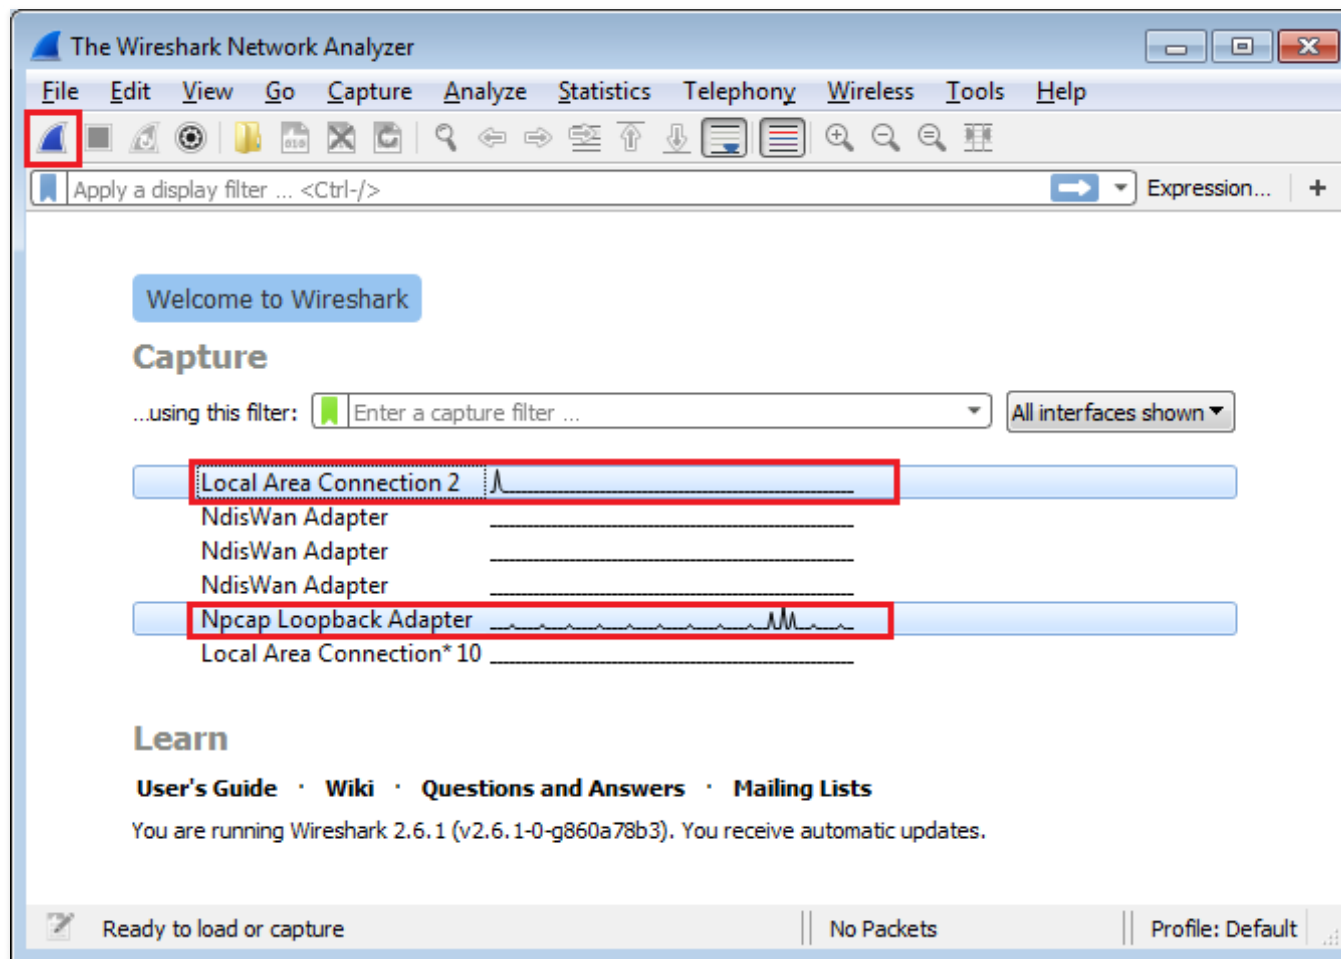 The Wireshark Network Analyzer
File Edit View Go Capture Analyze Statistics Telephony Wireless Tools Help
Apply a display filter ... <Ctrl-/> Expression... +
Welcome to Wireshark
Capture
...using this filter: Enter a capture filter ... All interfaces shown
Local Area Connection 2
NdisWan Adapter
NdisWan Adapter
NdisWan Adapter
Npcap Loopback Adapter
Local Area Connection* 10
Learn
User's Guide · Wiki · Questions and Answers · Mailing Lists
You are running Wireshark 2.6.1 (v2.6.1-0-g860a78b3). You receive automatic updates.
Ready to load or capture No Packets Profile: Default